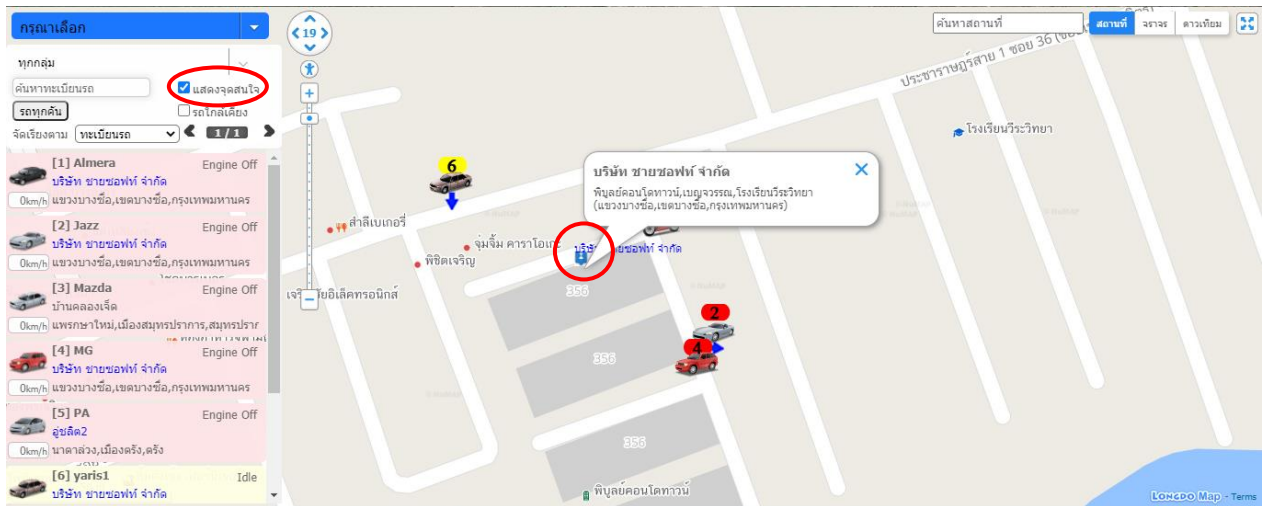 กรุณาเลือก
ทุกกลุ่ม
ค้นหาทะเบียนรถ
แสดงจุดสนใจ
รถทุกคัน
รถใกล้เคียง
จัดเรียงตาม ทะเบียนรถ 1 / 1
[1] Almera Engine Off
บริษัท ชายซอฟท์ จำกัด
0km/h แขวงบางซื่อ,เขตบางซื่อ,กรุงเทพมหานคร
[2] Jazz Engine Off
บริษัท ชายซอฟท์ จำกัด
0km/h แขวงบางซื่อ,เขตบางซื่อ,กรุงเทพมหานคร
[3] Mazda Engine Off
บ้านคลองเจ็ด
0km/h แพรกษาใหม่,เมืองสมุทรปราการ,สมุทรปราก
[4] MG Engine Off
บริษัท ชายซอฟท์ จำกัด
0km/h แขวงบางซื่อ,เขตบางซื่อ,กรุงเทพมหานคร
[5] PA Engine Off
อู่ชลิต2
0km/h นาตาล่วง,เมืองตรัง,ตรัง
[6] yaris1 Idle
บริษัท ชายซอฟท์ จำกัด
19
ค้นหาสถานที่
สถานที่ จราจร ดาวเทียม
ประชาราษฎร์สาย 1 ซอย 36
โรงเรียนวีระวิทยา
6
บริษัท ชายซอฟท์ จำกัด
พิบูลย์คอนโดทาวน์,เบญจวรรณ,โรงเรียนวีระวิทยา
(แขวงบางซื่อ,เขตบางซื่อ,กรุงเทพมหานคร)
สำลีเบเกอรี่
จุ่มจิ้ม คาราโอเกะ
บริษัท ชายซอฟท์ จำกัด
พิชิตเจริญ
356
2
4
356
356
พิบูลย์คอนโดทาวน์
LONGDO Map - Terms